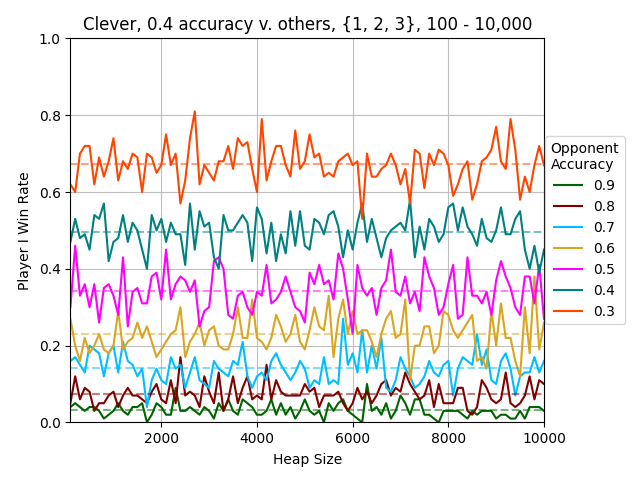 Clever, 0.4 accuracy v. others, {1, 2, 3}, 100 - 10,000
1.0
0.8
0.6
0.4
0.2
0.0
Player I Win Rate
2000 4000 6000 8000 10000
Heap Size
Opponent
Accuracy
0.9
0.8
0.7
0.6
0.5
0.4
0.3